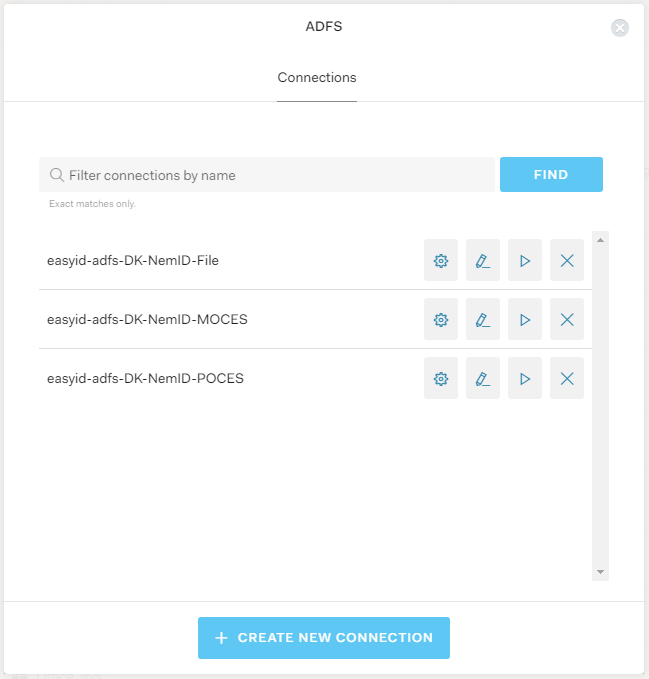 ADFS
Connections
Filter connections by name
FIND
Exact matches only.
easyid-adfs-DK-NemID-File
easyid-adfs-DK-NemID-MOCES
easyid-adfs-DK-NemID-POCES
+ CREATE NEW CONNECTION